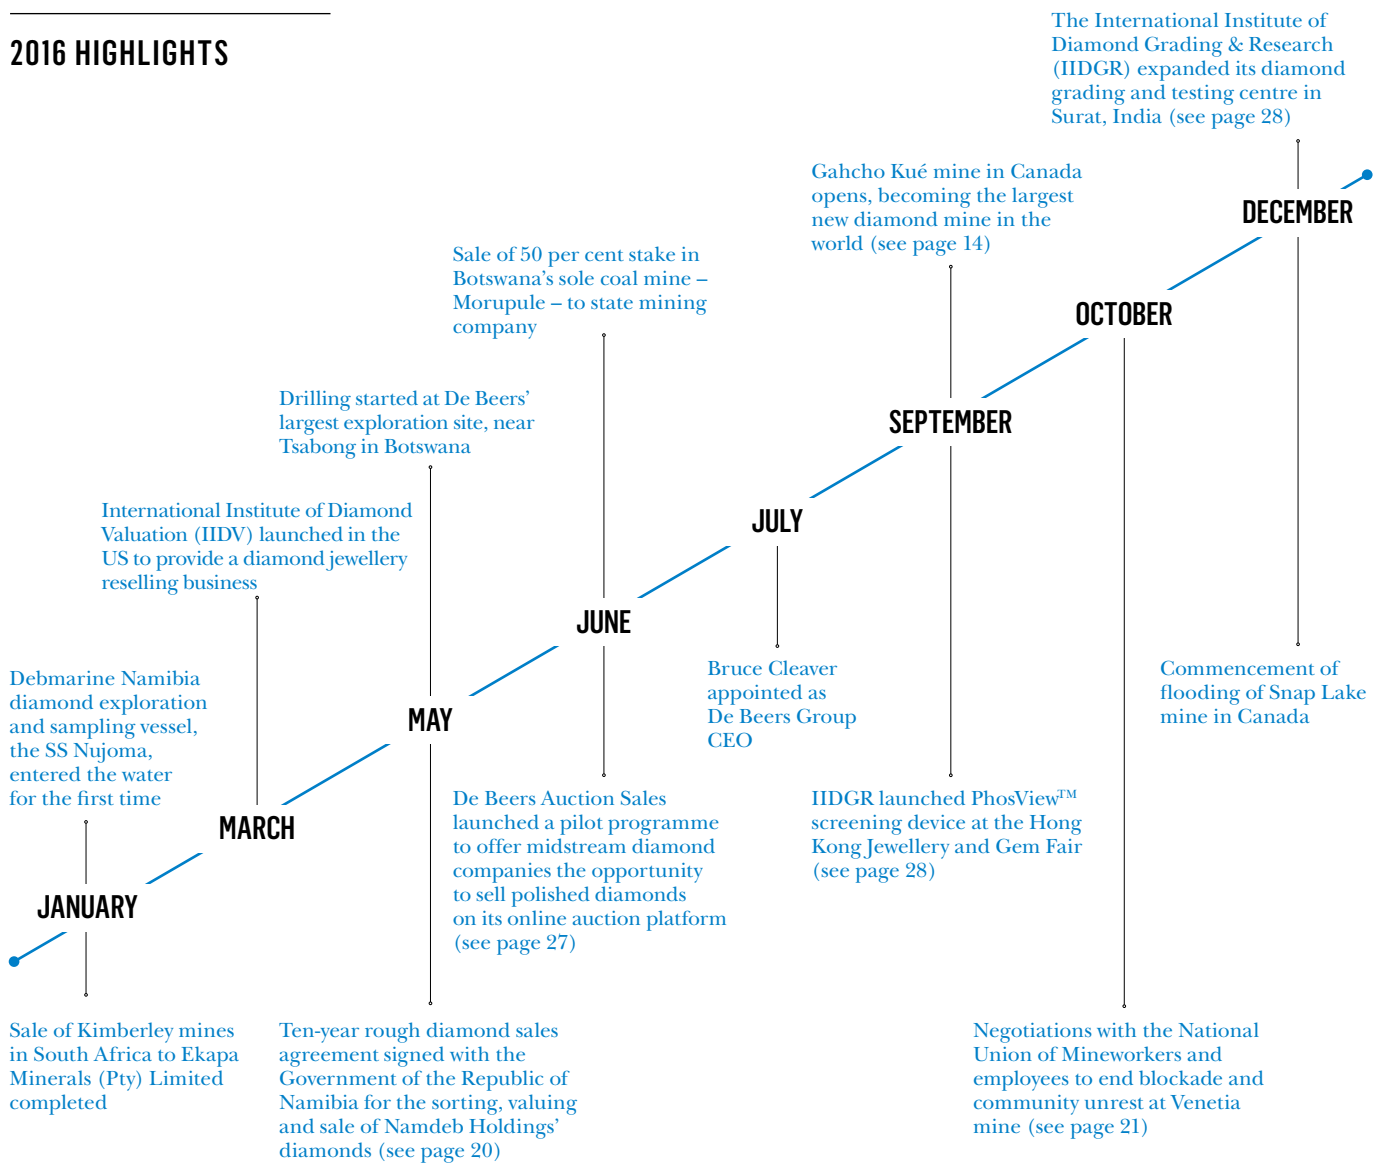 2016 HIGHLIGHTS
The International Institute of
Diamond Grading & Research
(IIDGR) expanded its diamond
grading and testing centre in
Surat, India (see page 28)
Gahcho Kué mine in Canada
opens, becoming the largest
new diamond mine in the
world (see page 14)
DECEMBER
Sale of 50 per cent stake in
Botswana’s sole coal mine –
Morupule – to state mining
company
OCTOBER
Drilling started at De Beers’
largest exploration site, near
Tsabong in Botswana
SEPTEMBER
International Institute of Diamond
Valuation (IIDV) launched in the
US to provide a diamond jewellery
reselling business
JULY
JUNE
Debmarine Namibia
diamond exploration
and sampling vessel,
the SS Nujoma,
entered the water
for the first time
Bruce Cleaver
appointed as
De Beers Group
CEO
Commencement of
flooding of Snap Lake
mine in Canada
MAY
MARCH
De Beers Auction Sales
launched a pilot programme
to offer midstream diamond
companies the opportunity
to sell polished diamonds
on its online auction platform
(see page 27)
IIDGR launched PhosView™
screening device at the Hong
Kong Jewellery and Gem Fair
(see page 28)
JANUARY
Sale of Kimberley mines
in South Africa to Ekapa
Minerals (Pty) Limited
completed
Ten-year rough diamond sales
agreement signed with the
Government of the Republic of
Namibia for the sorting, valuing
and sale of Namdeb Holdings’
diamonds (see page 20)
Negotiations with the National
Union of Mineworkers and
employees to end blockade and
community unrest at Venetia
mine (see page 21)